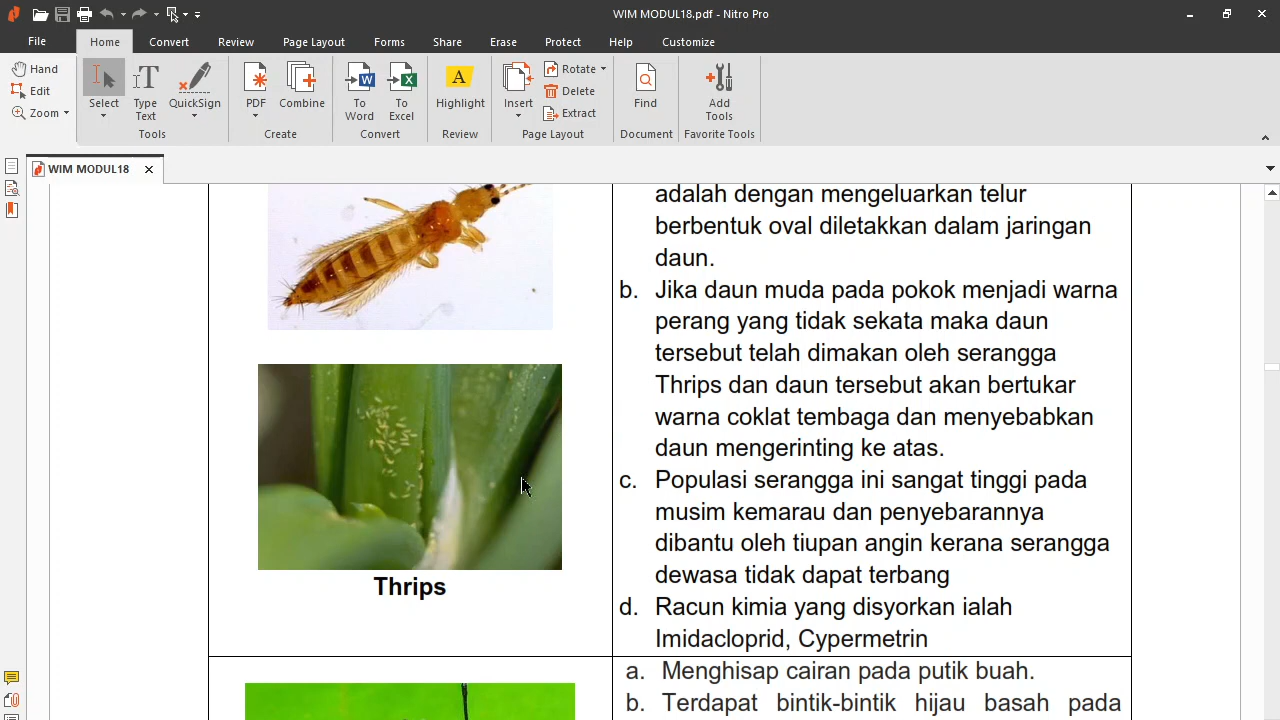 WIM MODUL18.pdf - Nitro Pro
File Home Convert Review Page Layout Forms Share Erase Protect Help Customize
Hand
Edit
Zoom
Select
Type Text
QuickSign
Tools
PDF
Combine
Create
To Word
To Excel
Convert
Highlight
Review
Insert
Rotate
Delete
Extract
Page Layout
Find
Document
Add Tools
Favorite Tools
WIM MODUL18
Thrips
adalah dengan mengeluarkan telur
berbentuk oval diletakkan dalam jaringan
daun.
b. Jika daun muda pada pokok menjadi warna
perang yang tidak sekata maka daun
tersebut telah dimakan oleh serangga
Thrips dan daun tersebut akan bertukar
warna coklat tembaga dan menyebabkan
daun mengerinting ke atas.
c. Populasi serangga ini sangat tinggi pada
musim kemarau dan penyebarannya
dibantu oleh tiupan angin kerana serangga
dewasa tidak dapat terbang
d. Racun kimia yang disyorkan ialah
Imidacloprid, Cypermetrin
a. Menghisap cairan pada putik buah.
b. Terdapat bintik-bintik hijau basah pada